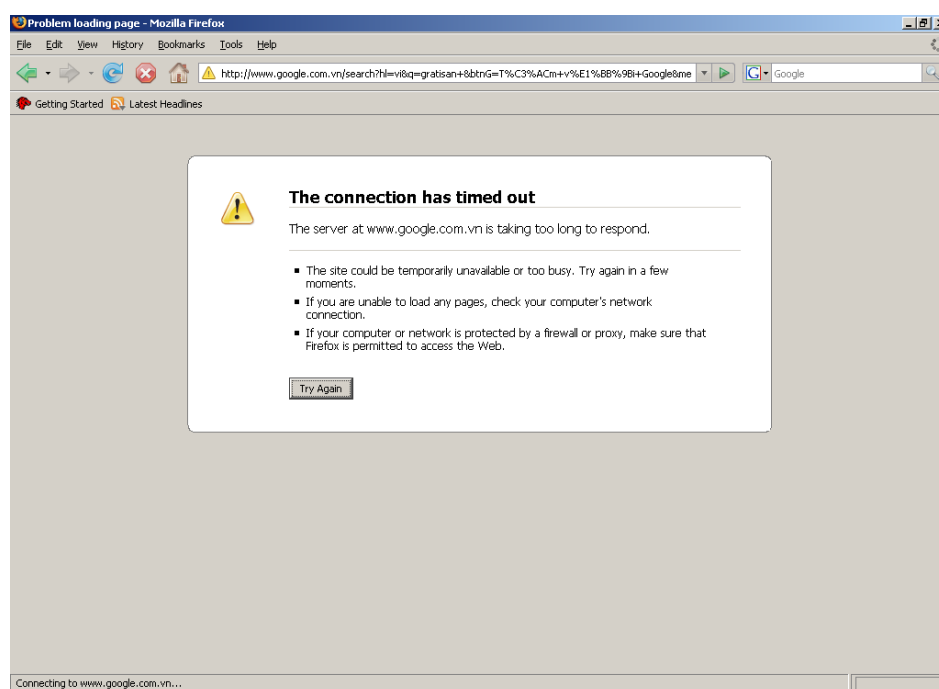 Problem loading page - Mozilla Firefox
File Edit View History Bookmarks Tools Help
http://www.google.com.vn/search?hl=vi&q=gratisan+&btnG=T%C3%ACm+v%E1%BB%9Bi+Google&me G Google
Getting Started Latest Headlines
The connection has timed out
The server at www.google.com.vn is taking too long to respond.
The site could be temporarily unavailable or too busy. Try again in a few
moments.
If you are unable to load any pages, check your computer's network
connection.
If your computer or network is protected by a firewall or proxy, make sure that
Firefox is permitted to access the Web.
Try Again
Connecting to www.google.com.vn...